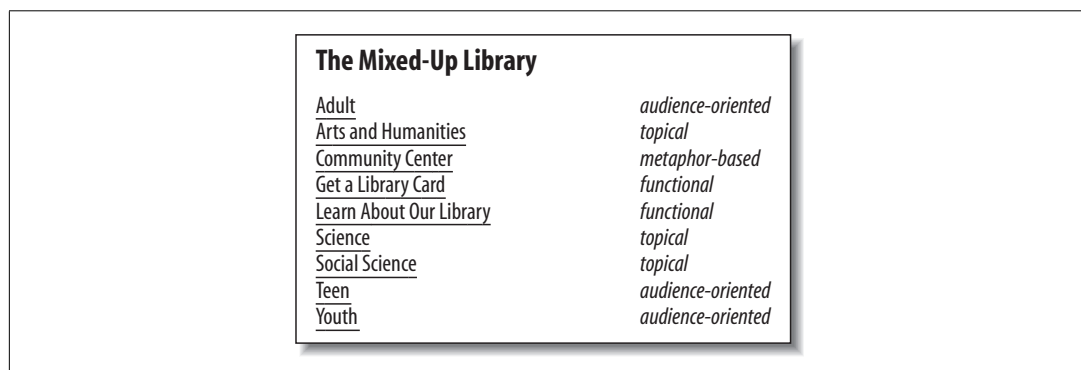 The Mixed-Up Library
Adult audience-oriented
Arts and Humanities topical
Community Center metaphor-based
Get a Library Card functional
Learn About Our Library functional
Science topical
Social Science topical
Teen audience-oriented
Youth audience-oriented